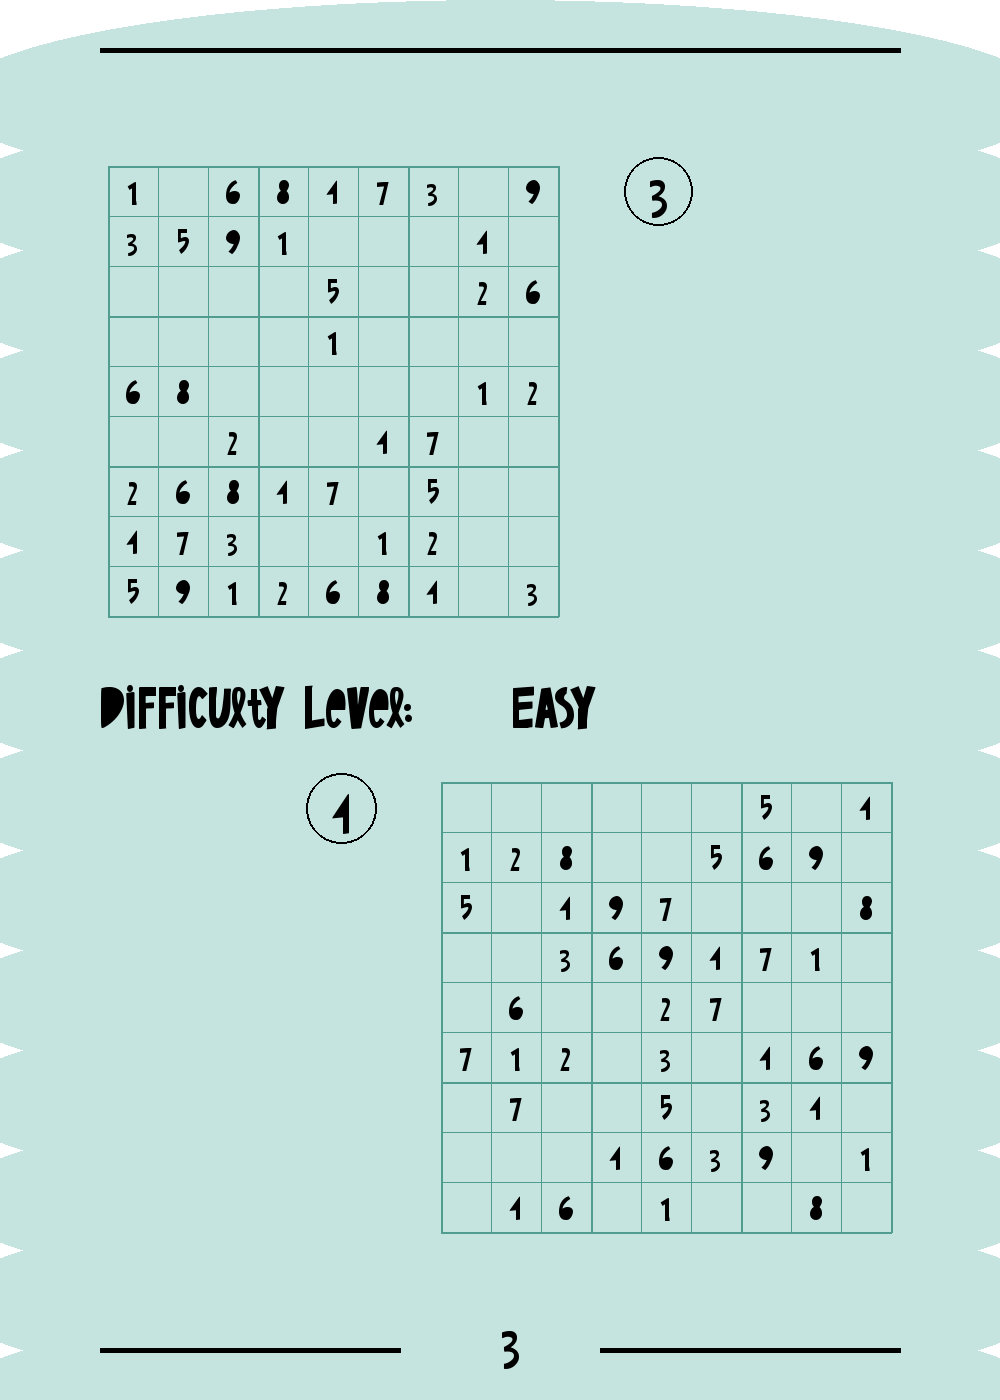 3
1 6 8 4 7 3 9
3 5 9 1 4
5 2 6
1
6 8 1 2
2 4 7
2 6 8 4 7 5
4 7 3 1 2
5 9 1 2 6 8 4 3
Difficulty Level: EASY
4
5 4
1 2 8 5 6 9
5 4 9 7 8
3 6 9 4 7 1
6 2 7
7 1 2 3 4 6 9
7 5 3 4
4 6 3 9 1
4 6 1 8
3